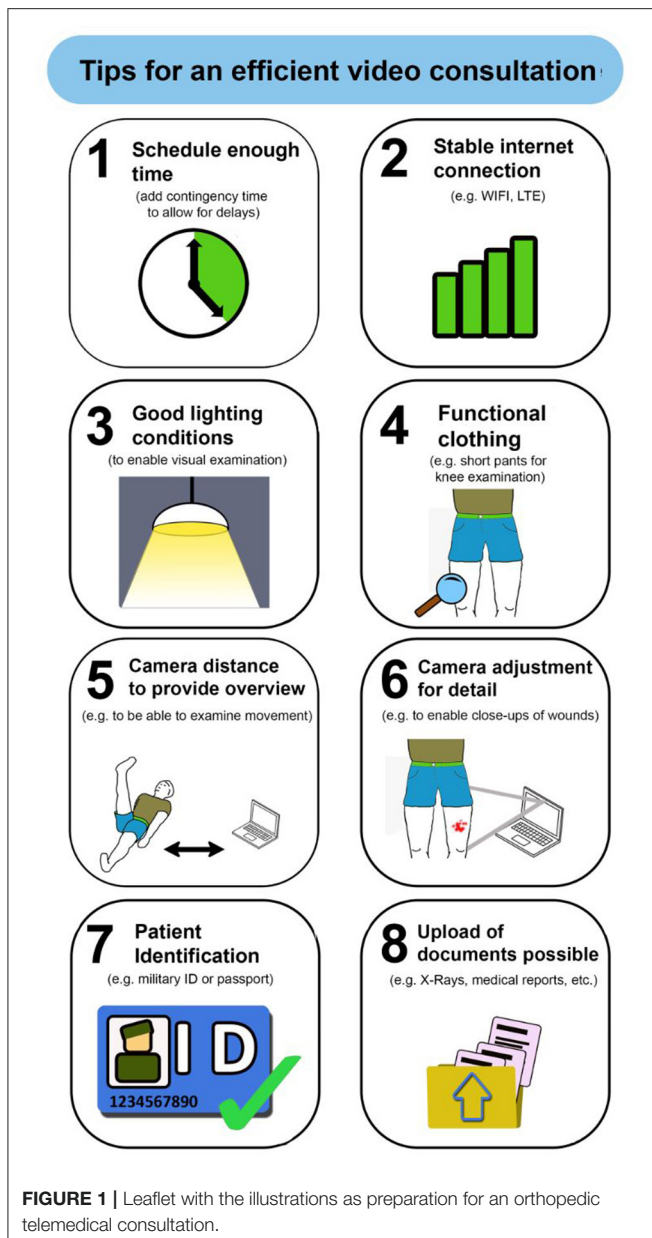 Tips for an efficient video consultation
1 Schedule enough
time
(add contingency time
to allow for delays)
2 Stable internet
connection
(e.g. WIFI, LTE)
3 Good lighting
conditions
(to enable visual examination)
4 Functional
clothing
(e.g. short pants for
knee examination)
5 Camera distance
to provide overview
(e.g. to be able to examine movement)
6 Camera adjustment
for detail
(e.g. to enable close-ups of wounds)
7 Patient
Identification
(e.g. military ID or passport)
ID
1234567890
8 Upload of
documents possible
(e.g. X-Rays, medical reports, etc.)
FIGURE 1 | Leaflet with the illustrations as preparation for an orthopedic
telemedical consultation.